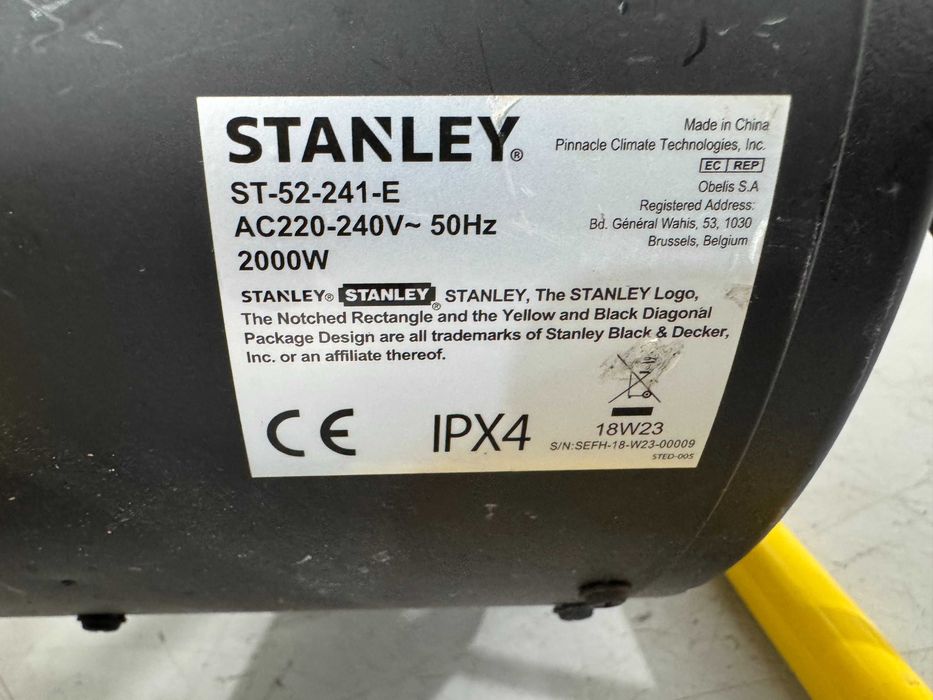 STANLEY®
ST-52-241-E
AC220-240V~ 50Hz
2000W
Made in China
Pinnacle Climate Technologies, Inc.
EC REP
Obelis S.A
Registered Address:
Bd. Général Wahis, 53, 1030
Brussels, Belgium
STANLEY® STANLEY® STANLEY, The STANLEY Logo,
The Notched Rectangle and the Yellow and Black Diagonal
Package Design are all trademarks of Stanley Black & Decker,
Inc. or an affiliate thereof.
CE IPX4
18W23
S/N:SEFH-18-W23-00009
STED-005